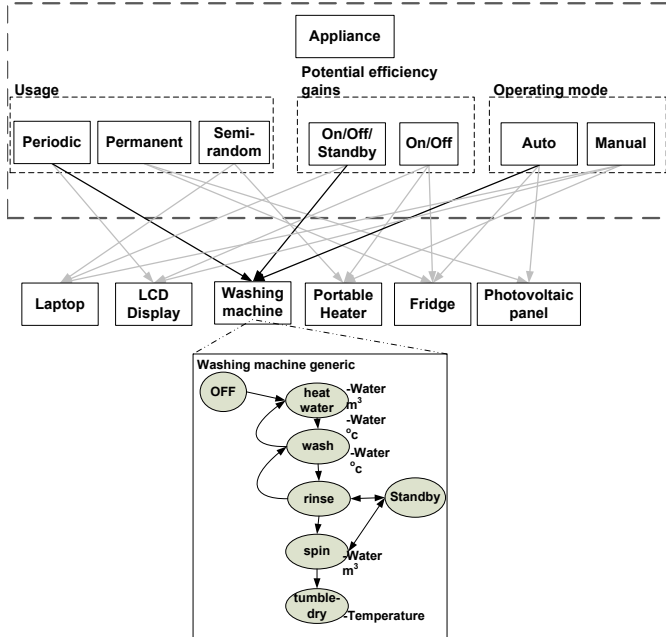 Appliance
Usage
Potential efficiency
gains
Operating mode
Periodic
Permanent
Semi-
random
On/Off/
Standby
On/Off
Auto
Manual
Laptop
LCD
Display
Washing
machine
Portable
Heater
Fridge
Photovoltaic
panel
Washing machine generic
OFF
heat
water
-Water
m³
-Water
°c
wash
-Water
°c
rinse
Standby
spin
-Water
m³
tumble-
dry
-Temperature